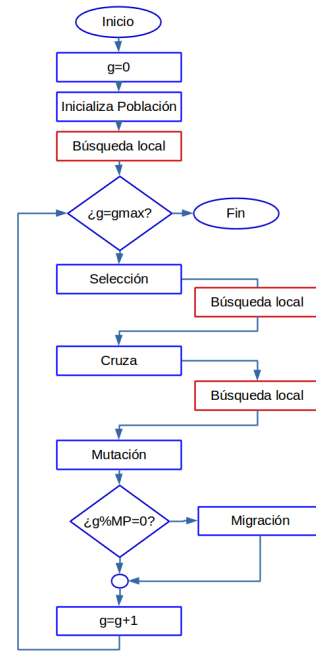 Inicio
g=0
Inicializa Población
Búsqueda local
¿g=gmax?
Fin
Selección
Búsqueda local
Cruza
Búsqueda local
Mutación
¿g%MP=0?
Migración
g=g+1